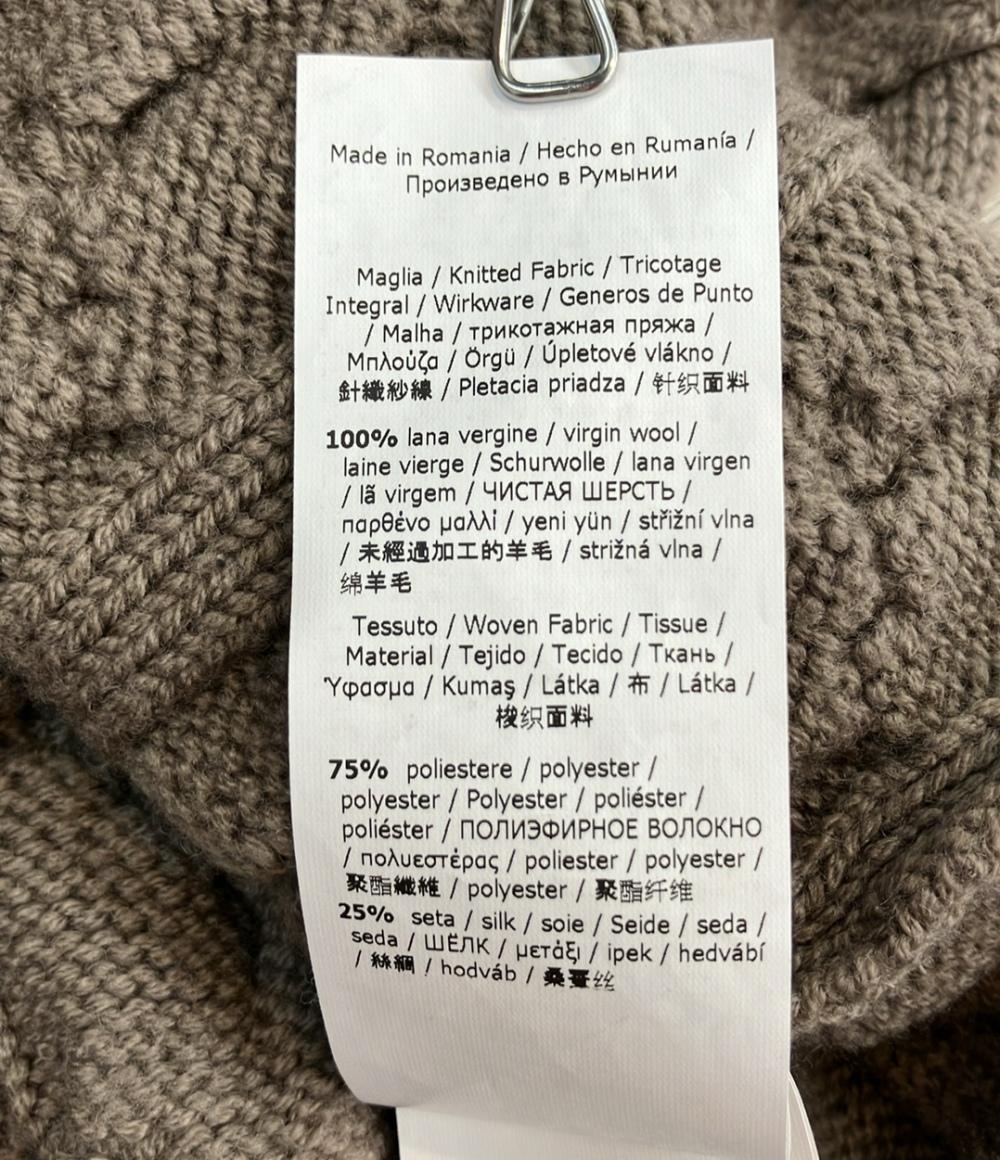 Made in Romania / Hecho en Rumanía /
Произведено в Румынии
Maglia / Knitted Fabric / Tricotage
Integral / Wirkware / Generos de Punto
/ Malha / трикотажная пряжа /
Μπλούζα / Örgü / Úpletové vlákno /
針織紗線 / Pletacia priadza / 针织面料
100% lana vergine / virgin wool /
laine vierge / Schurwolle / lana virgen
/ lã virgem / ЧИСТАЯ ШЕРСТЬ /
παρθένο μαλλί / yeni yün / střižní vlna
/ 未經過加工的羊毛 / strižná vlna /
绵羊毛
Tessuto / Woven Fabric / Tissue /
Material / Tejido / Tecido / Ткань /
Ύφασμα / Kumaş / Látka / 布 / Látka /
梭织面料
75% poliestere / polyester /
polyester / Polyester / poliéster /
poliéster / ПОЛИЭФИРНОЕ ВОЛОКНО
/ πολυεστέρας / poliester / polyester /
聚酯纖維 / polyester / 聚酯纤维
25% seta / silk / soie / Seide / seda /
seda / ШЁЛК / μετάξι / ipek / hedvábí
/ 絲綢 / hodváb / 桑蚕丝